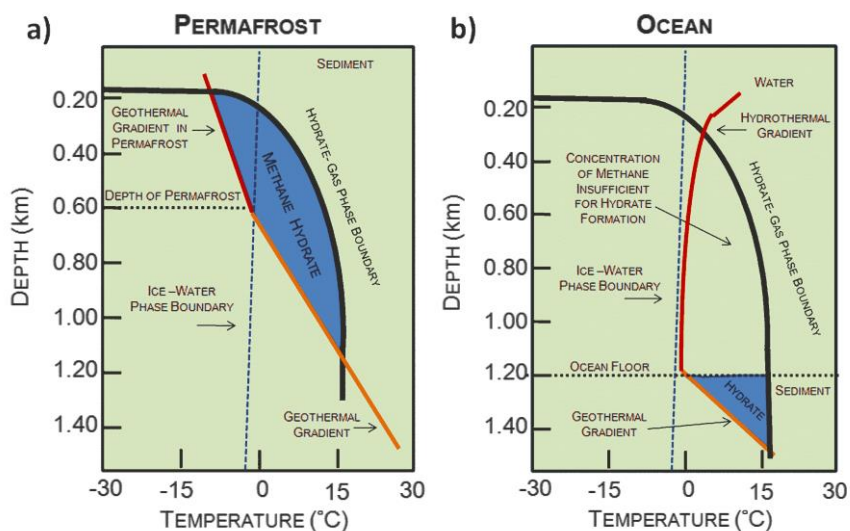 a)
PERMAFROST
SEDIMENT
0.20
0.40
0.60
0.80
1.00
1.20
1.40
DEPTH (km)
GEOTHERMAL
GRADIENT IN
PERMAFROST
HYDRATE-GAS PHASE BOUNDARY
METHANE HYDRATE
DEPTH OF PERMAFROST
ICE–WATER
PHASE BOUNDARY
GEOTHERMAL
GRADIENT
-30
-15
0
15
30
TEMPERATURE (°C)
b)
OCEAN
WATER
HYDROTHERMAL
GRADIENT
0.20
0.40
0.60
0.80
1.00
1.20
1.40
DEPTH (km)
CONCENTRATION
OF METHANE
INSUFFICIENT
FOR HYDRATE
FORMATION
HYDRATE-GAS PHASE BOUNDARY
ICE–WATER
PHASE BOUNDARY
OCEAN FLOOR
HYDRATE
SEDIMENT
GEOTHERMAL
GRADIENT
-30
-15
0
15
30
TEMPERATURE (°C)